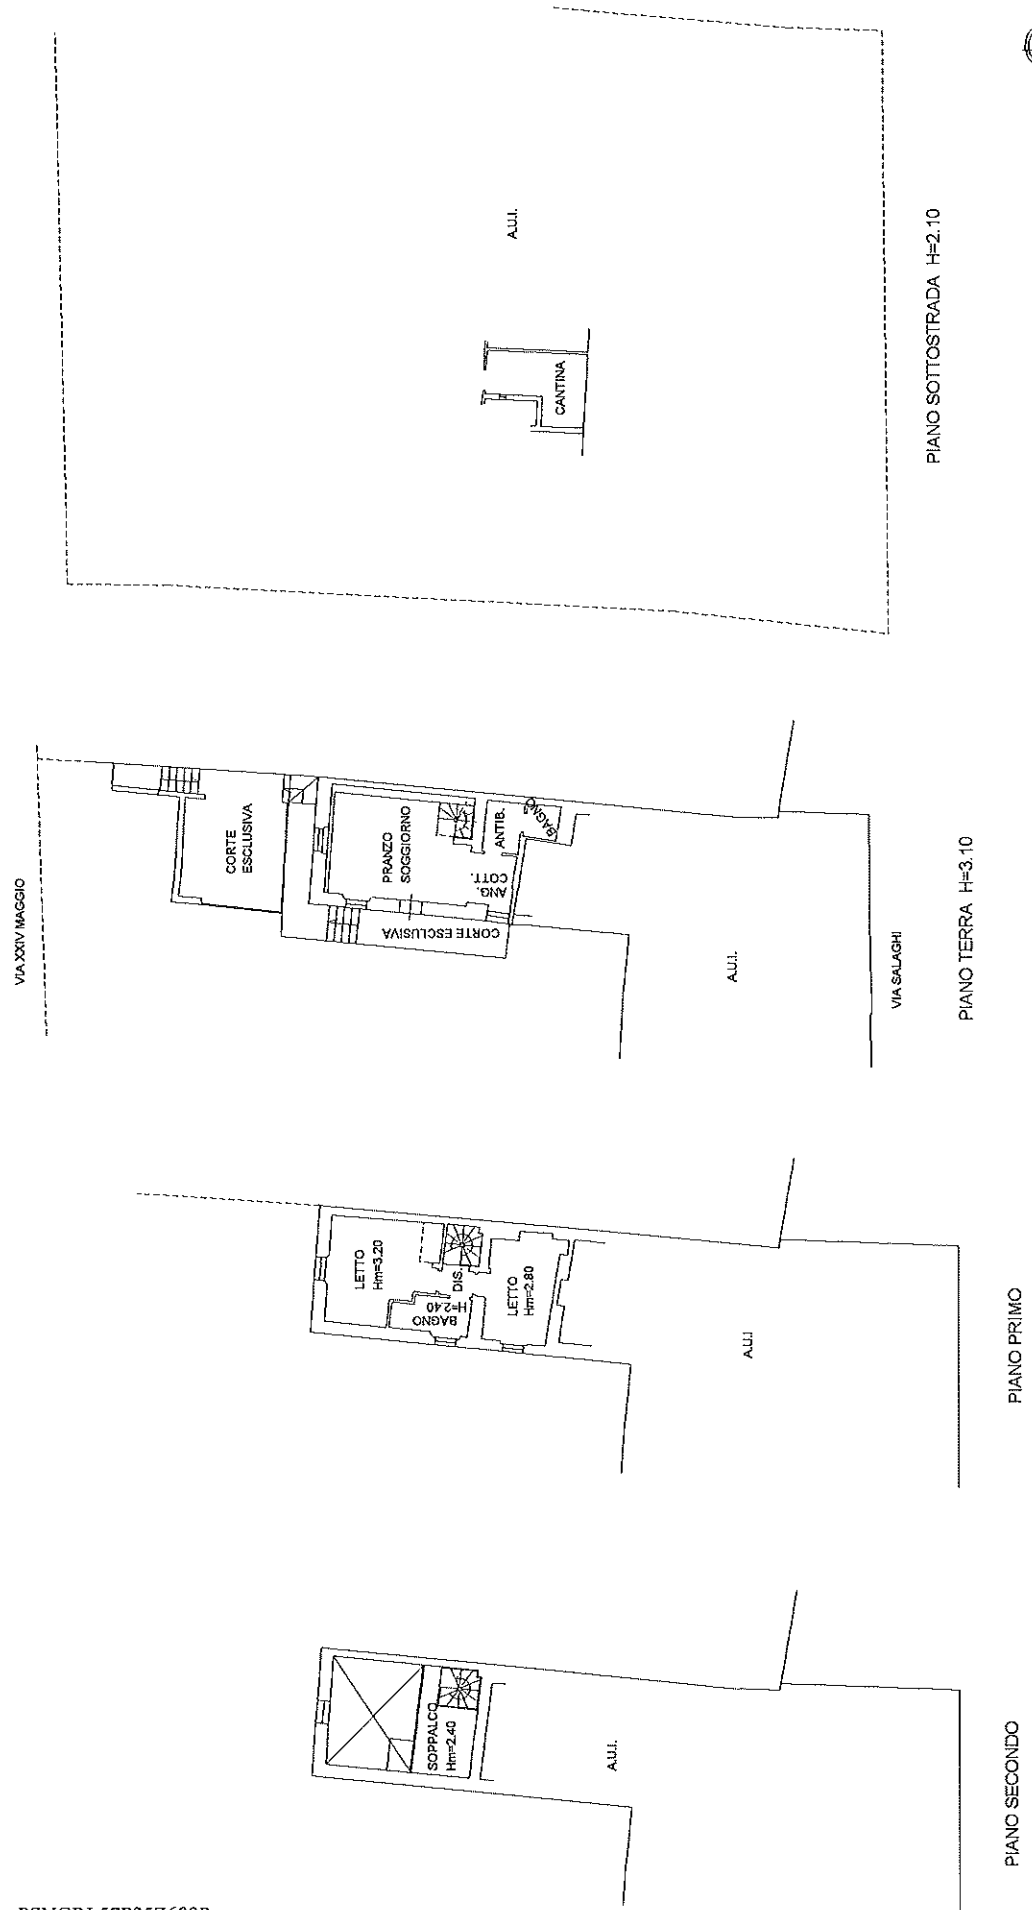 A.U.I.
CANTINA
PIANO SOTTOSTRADA H=2.10
VIA XXIV MAGGIO
CORTE
ESCLUSIVA
PRANZO
SOGGIORNO
ANTIB.
BAGNO
ANG.
COTT.
CORTE ESCLUSIVA
A.U.I.
VIA SALAGHI
PIANO TERRA H=3.10
LETTO
Hm=3.20
DIS.
BAGNO
H=2.40
LETTO
Hm=2.80
A.U.I
PIANO PRIMO
SOPPALCO
Hm=2.40
A.U.I.
PIANO SECONDO